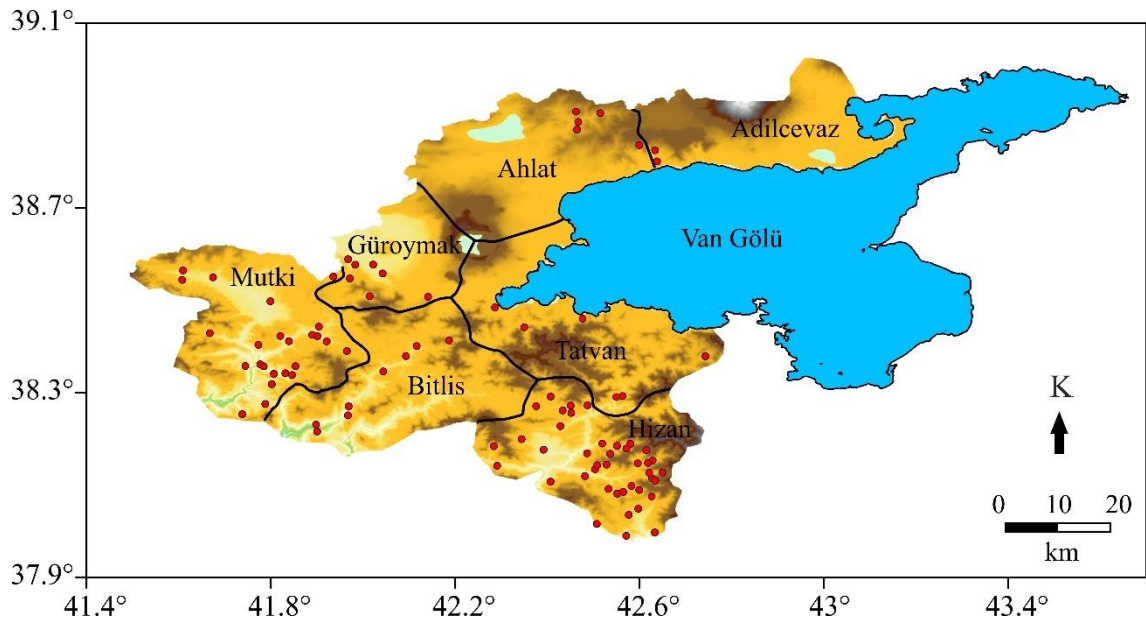 39.1°
Adilcevaz
Ahlat
38.7°
Van Gölü
Güroymak
Mutki
Tatvan
Bitlis
38.3°
Hizan
K
0 10 20
km
37.9°
41.4° 41.8° 42.2° 42.6° 43° 43.4°